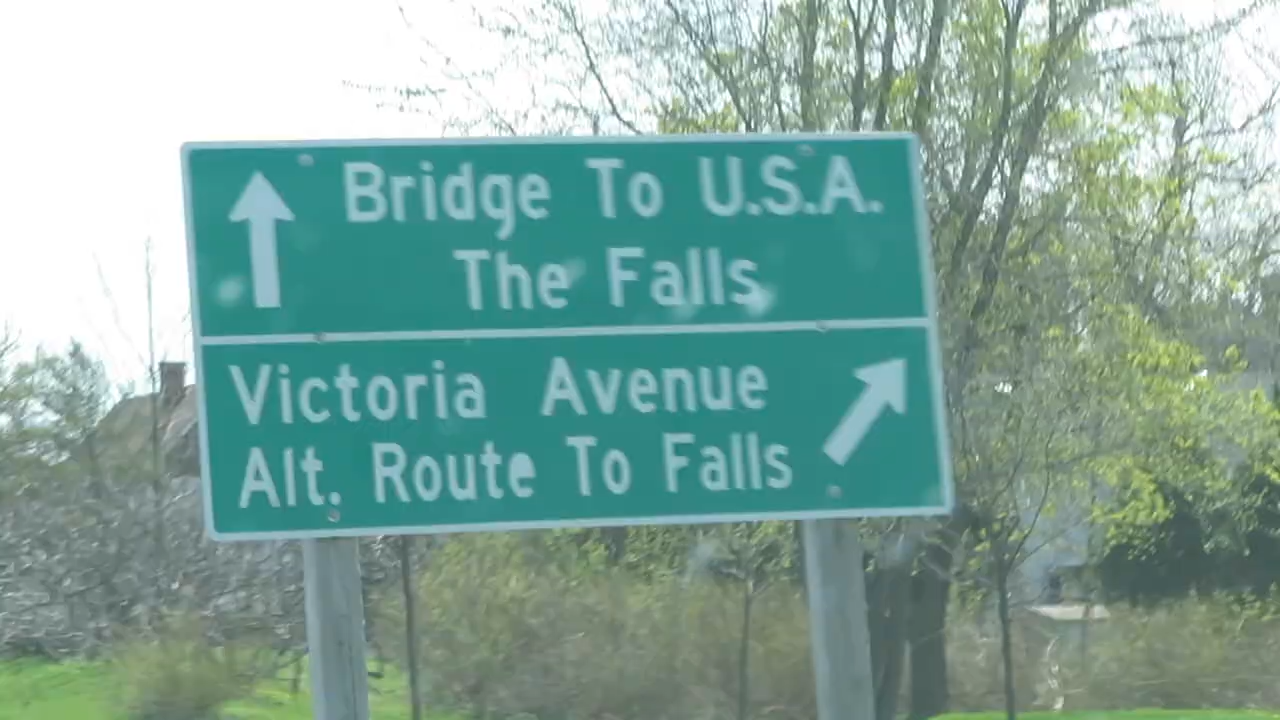 Bridge To U.S.A.
The Falls
Victoria Avenue
Alt. Route To Falls